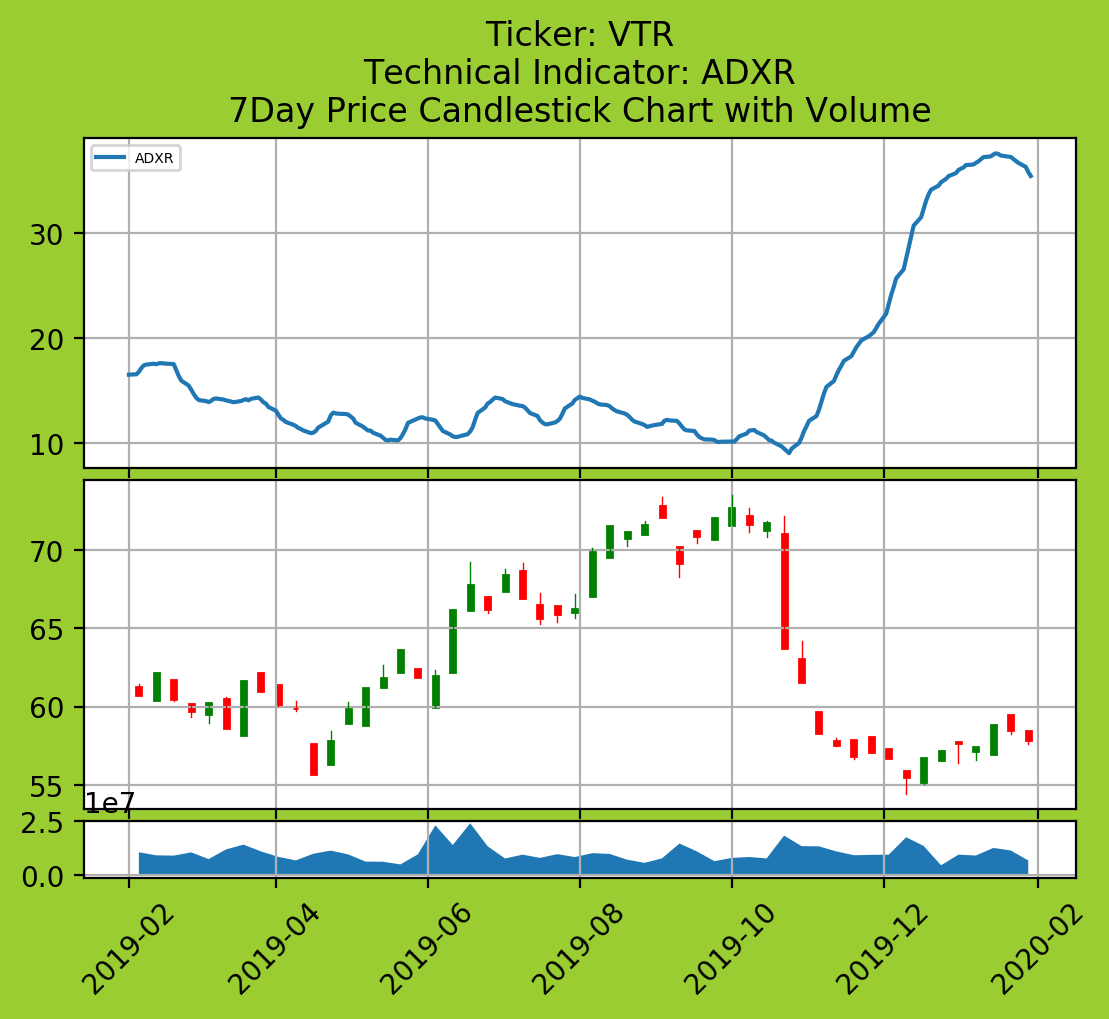 Ticker: VTR
Technical Indicator: ADXR
7Day Price Candlestick Chart with Volume
ADXR
30
20
10
70
65
60
55
1e7
2.5
0.0
2019-02 2019-04 2019-06 2019-08 2019-10 2019-12 2020-02